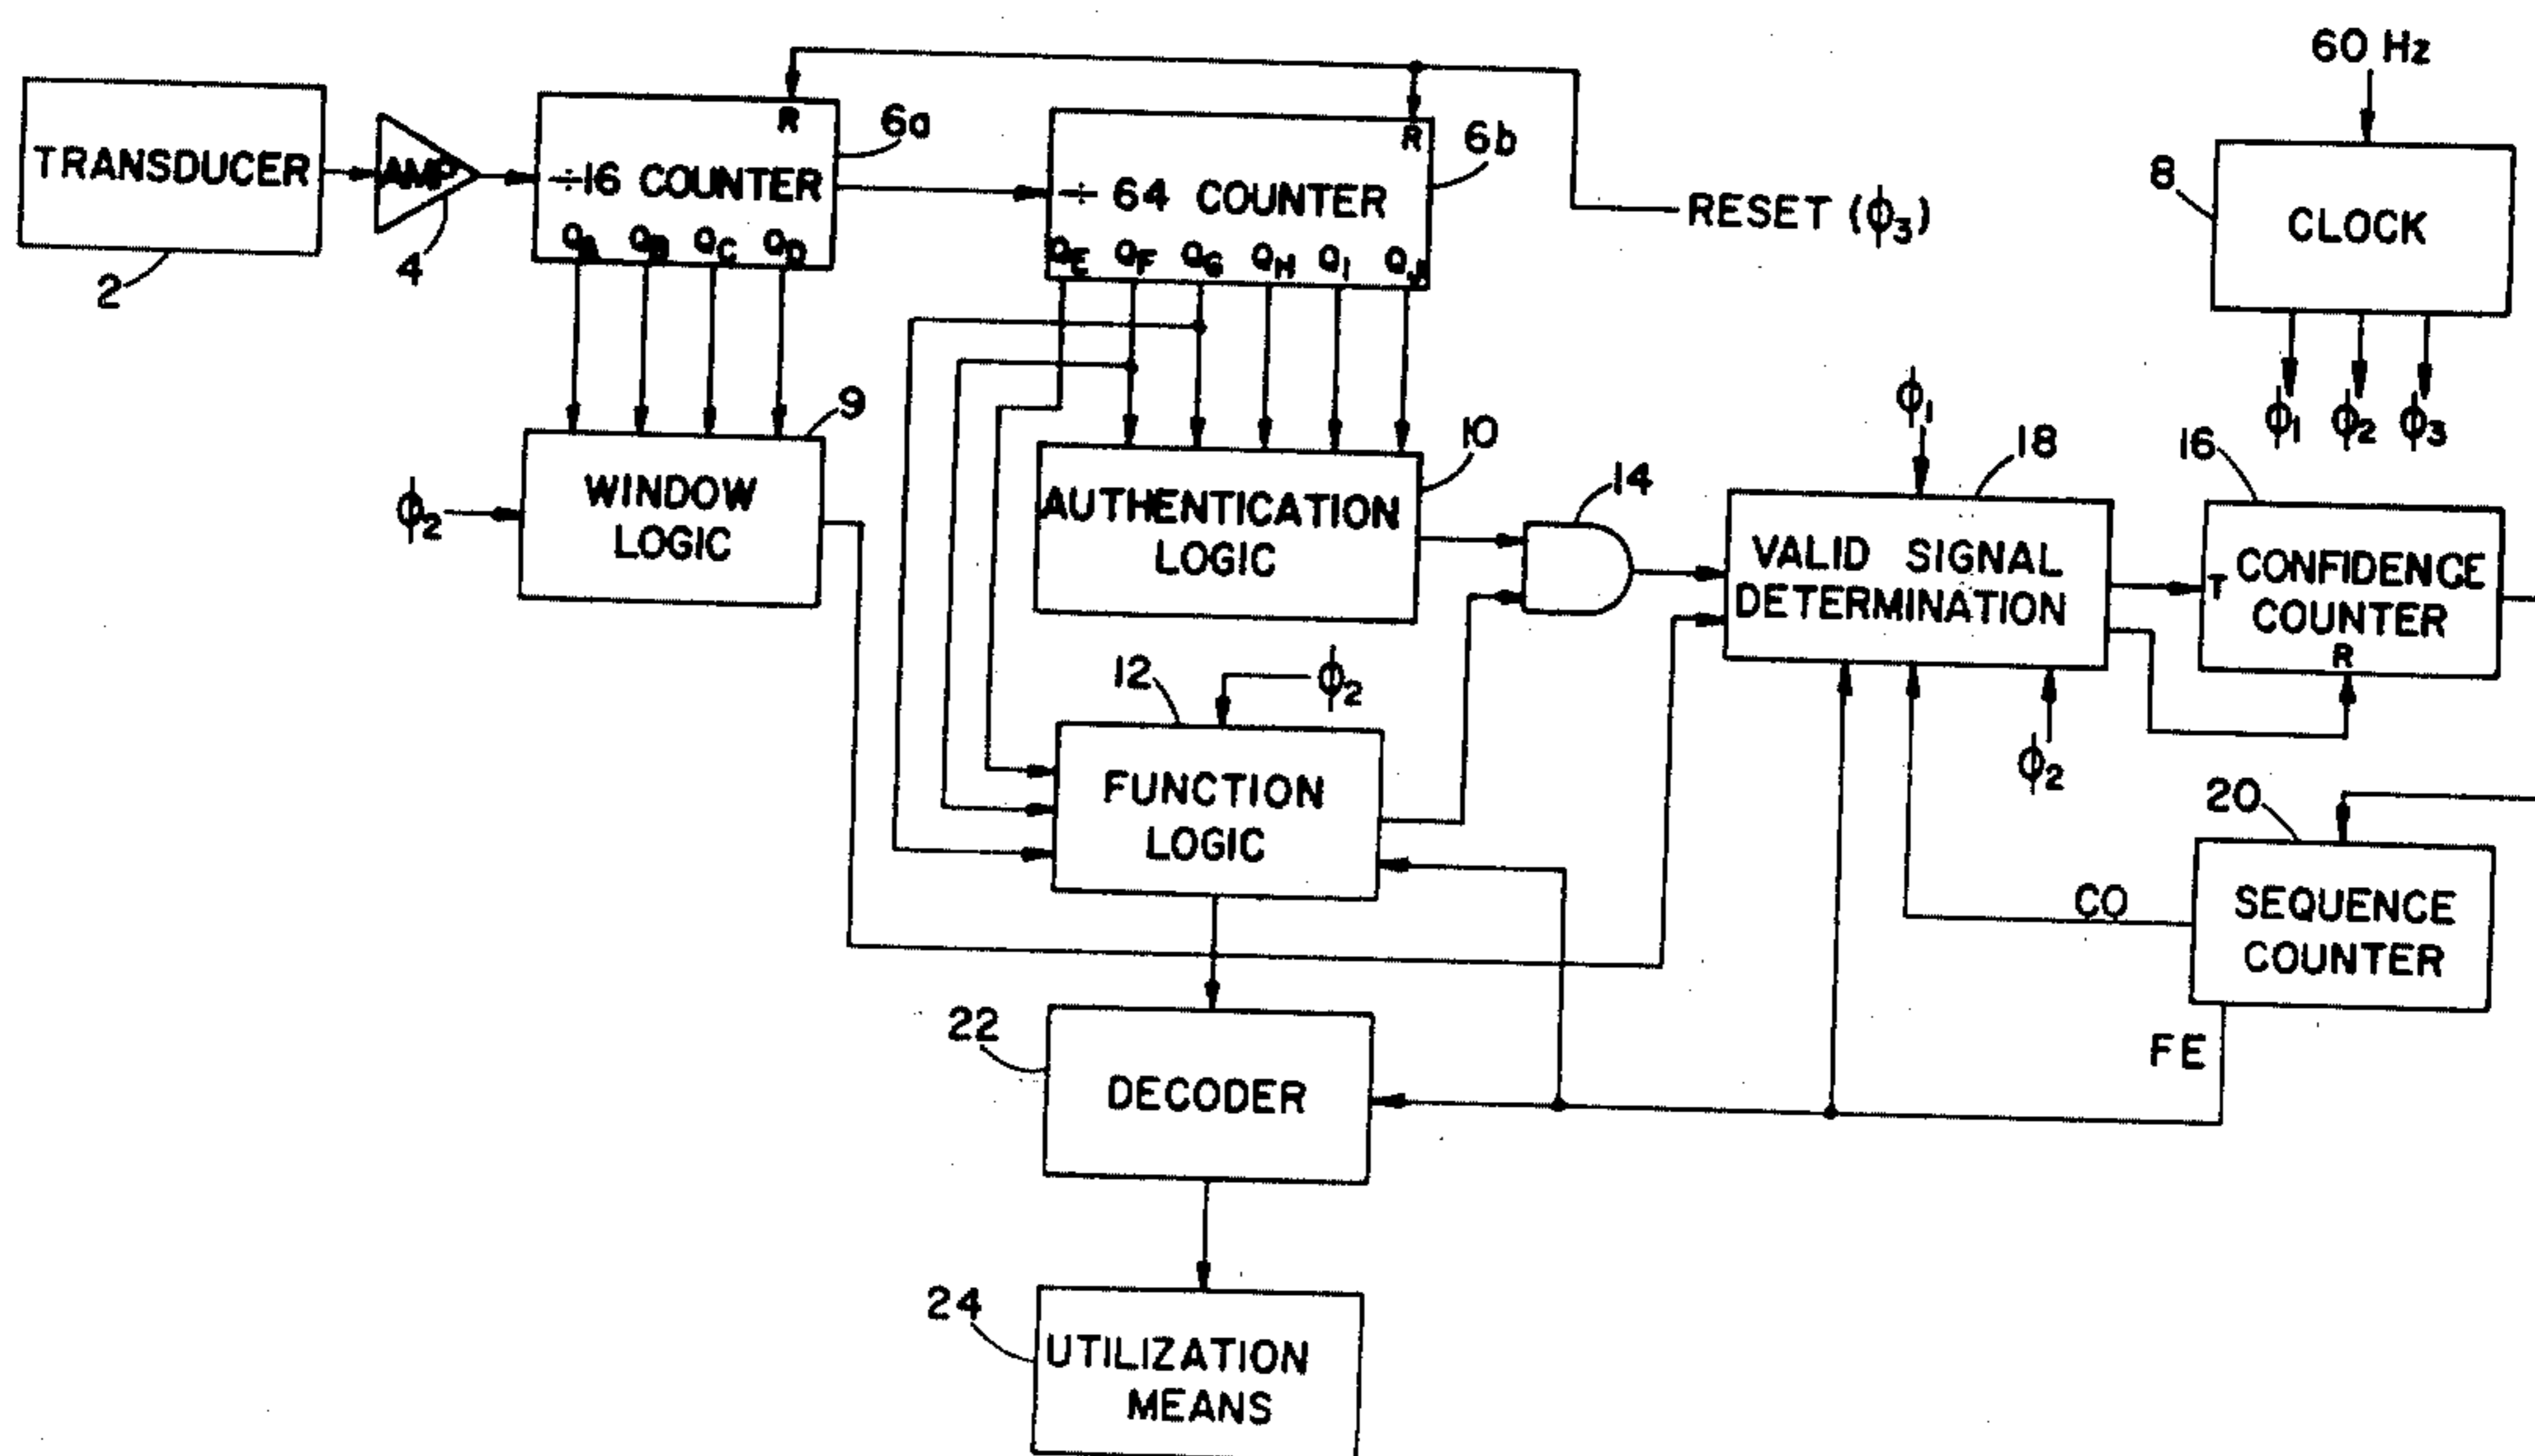 60 Hz
TRANSDUCER
2
AMP
4
R
6a
÷16 COUNTER
QA QB QC QD
R
6b
÷ 64 COUNTER
QE QF QG QH QI QJ
RESET (ϕ3)
8
CLOCK
ϕ1 ϕ2 ϕ3
9
WINDOW
LOGIC
ϕ2
10
AUTHENTICATION
LOGIC
14
ϕ1
18
VALID SIGNAL
DETERMINATION
ϕ2
16
T
CONFIDENCE
COUNTER
R
12
ϕ2
FUNCTION
LOGIC
20
SEQUENCE
COUNTER
CO
FE
22
DECODER
24
UTILIZATION
MEANS